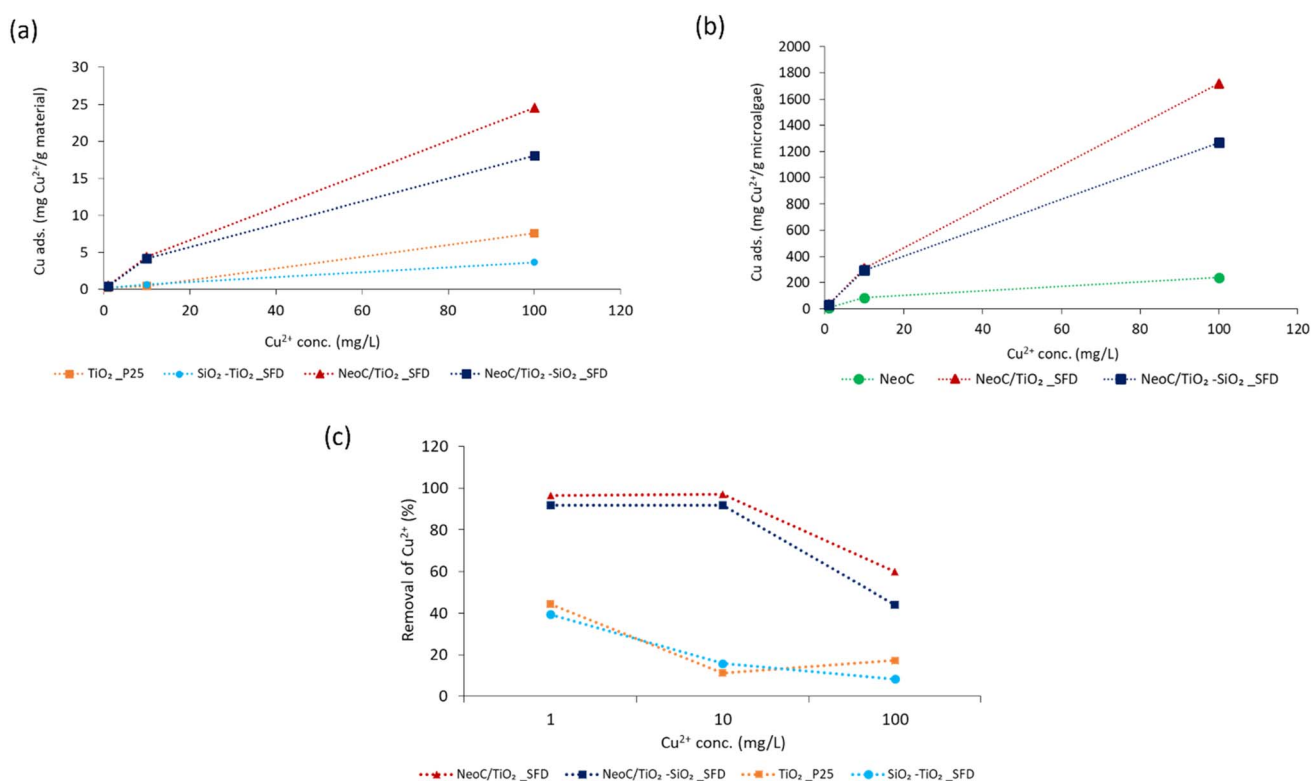 (a)
Cu ads. (mg Cu²⁺/g material)
30
25
20
15
10
5
0
0 20 40 60 80 100 120
Cu²⁺ conc. (mg/L)
TiO₂ _P25 SiO₂ -TiO₂_SFD NeoC/TiO₂ _SFD NeoC/TiO₂ -SiO₂_SFD
(b)
Cu ads. (mg Cu²⁺/g microalgae)
2000
1800
1600
1400
1200
1000
800
600
400
200
0
0 20 40 60 80 100 120
Cu²⁺ conc. (mg/L)
NeoC NeoC/TiO₂ _SFD NeoC/TiO₂ -SiO₂ _SFD
(c)
Removal of Cu²⁺ (%)
120
100
80
60
40
20
0
1 10 100
Cu²⁺ conc. (mg/L)
NeoC/TiO₂ _SFD NeoC/TiO₂ -SiO₂ _SFD TiO₂ _P25 SiO₂ -TiO₂ _SFD